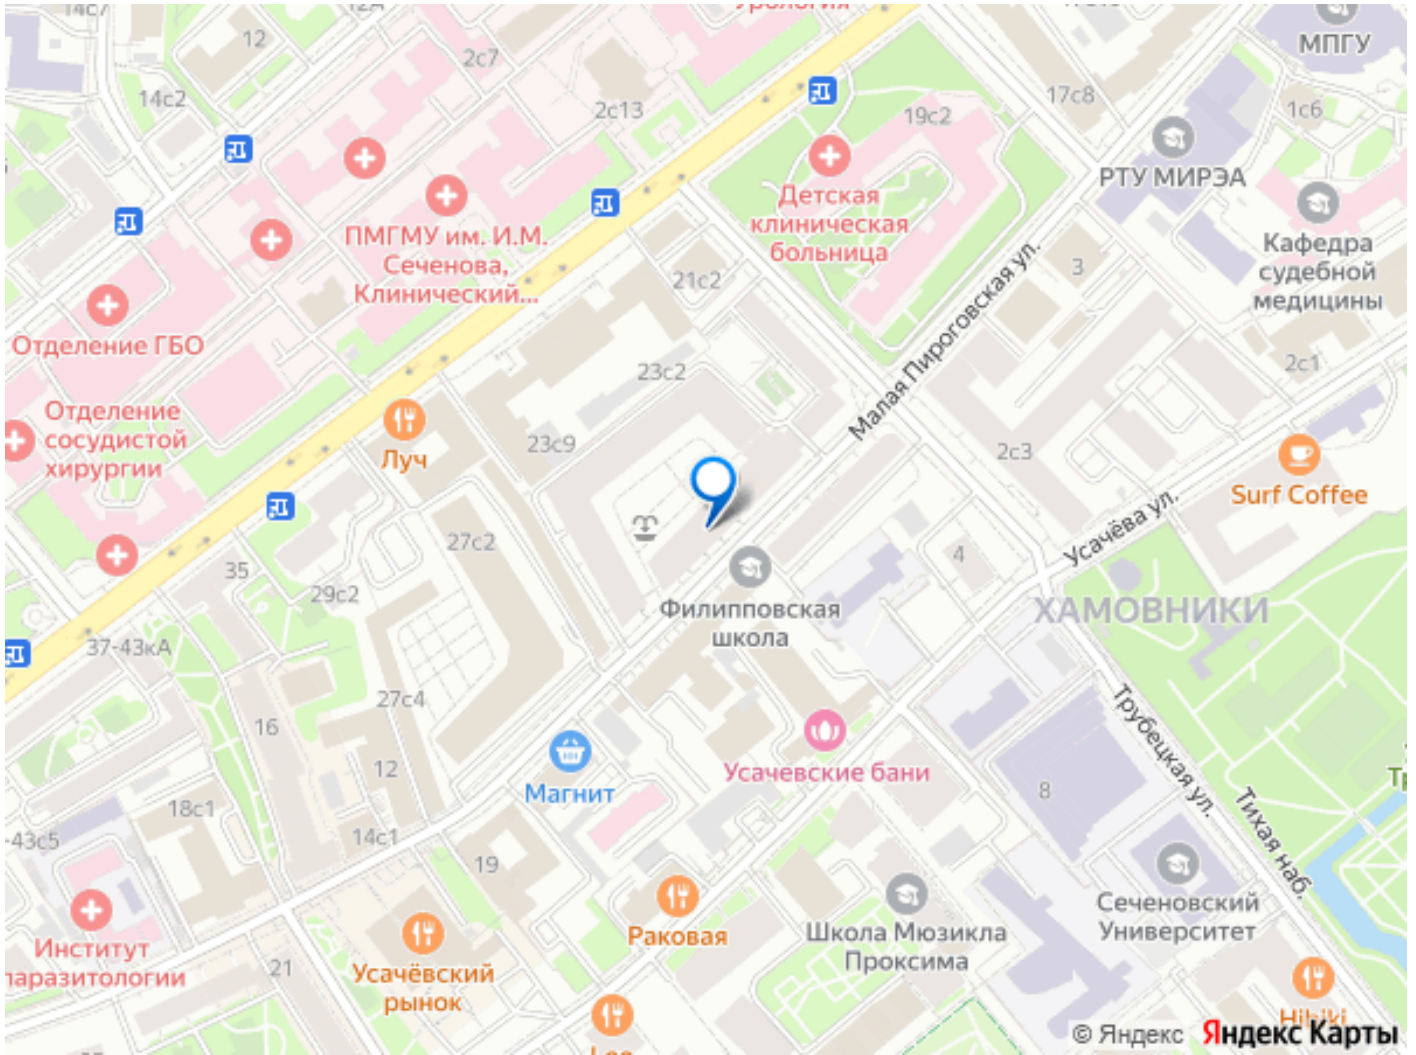 12
2с7
14с2
2с13
Урология
МПГУ
17с8
1с6
19с2
РТУ МИРЭА
Детская
клиническая
больница
ПМГМУ им. И.М.
Сеченова,
Клинический...
Кафедра
судебной
медицины
3
21с2
Малая Пироговская ул.
Отделение ГБО
23с2
2с1
Отделение
сосудистой
хирургии
Луч
23с9
2с3
Surf Coffee
Усачёва ул.
27с2
4
35
29с2
Филипповская
школа
ХАМОВНИКИ
37-43кА
27с4
16
Трубецкая ул.
12
Магнит
Усачевские бани
8
18с1
Тихая наб.
14с1
-43с5
19
Сеченовский
Университет
Раковая
Школа Мюзикла
Проксима
Институт
паразитологии
21
Усачёвский
рынок
Hibiki
© Яндекс Яндекс Карты